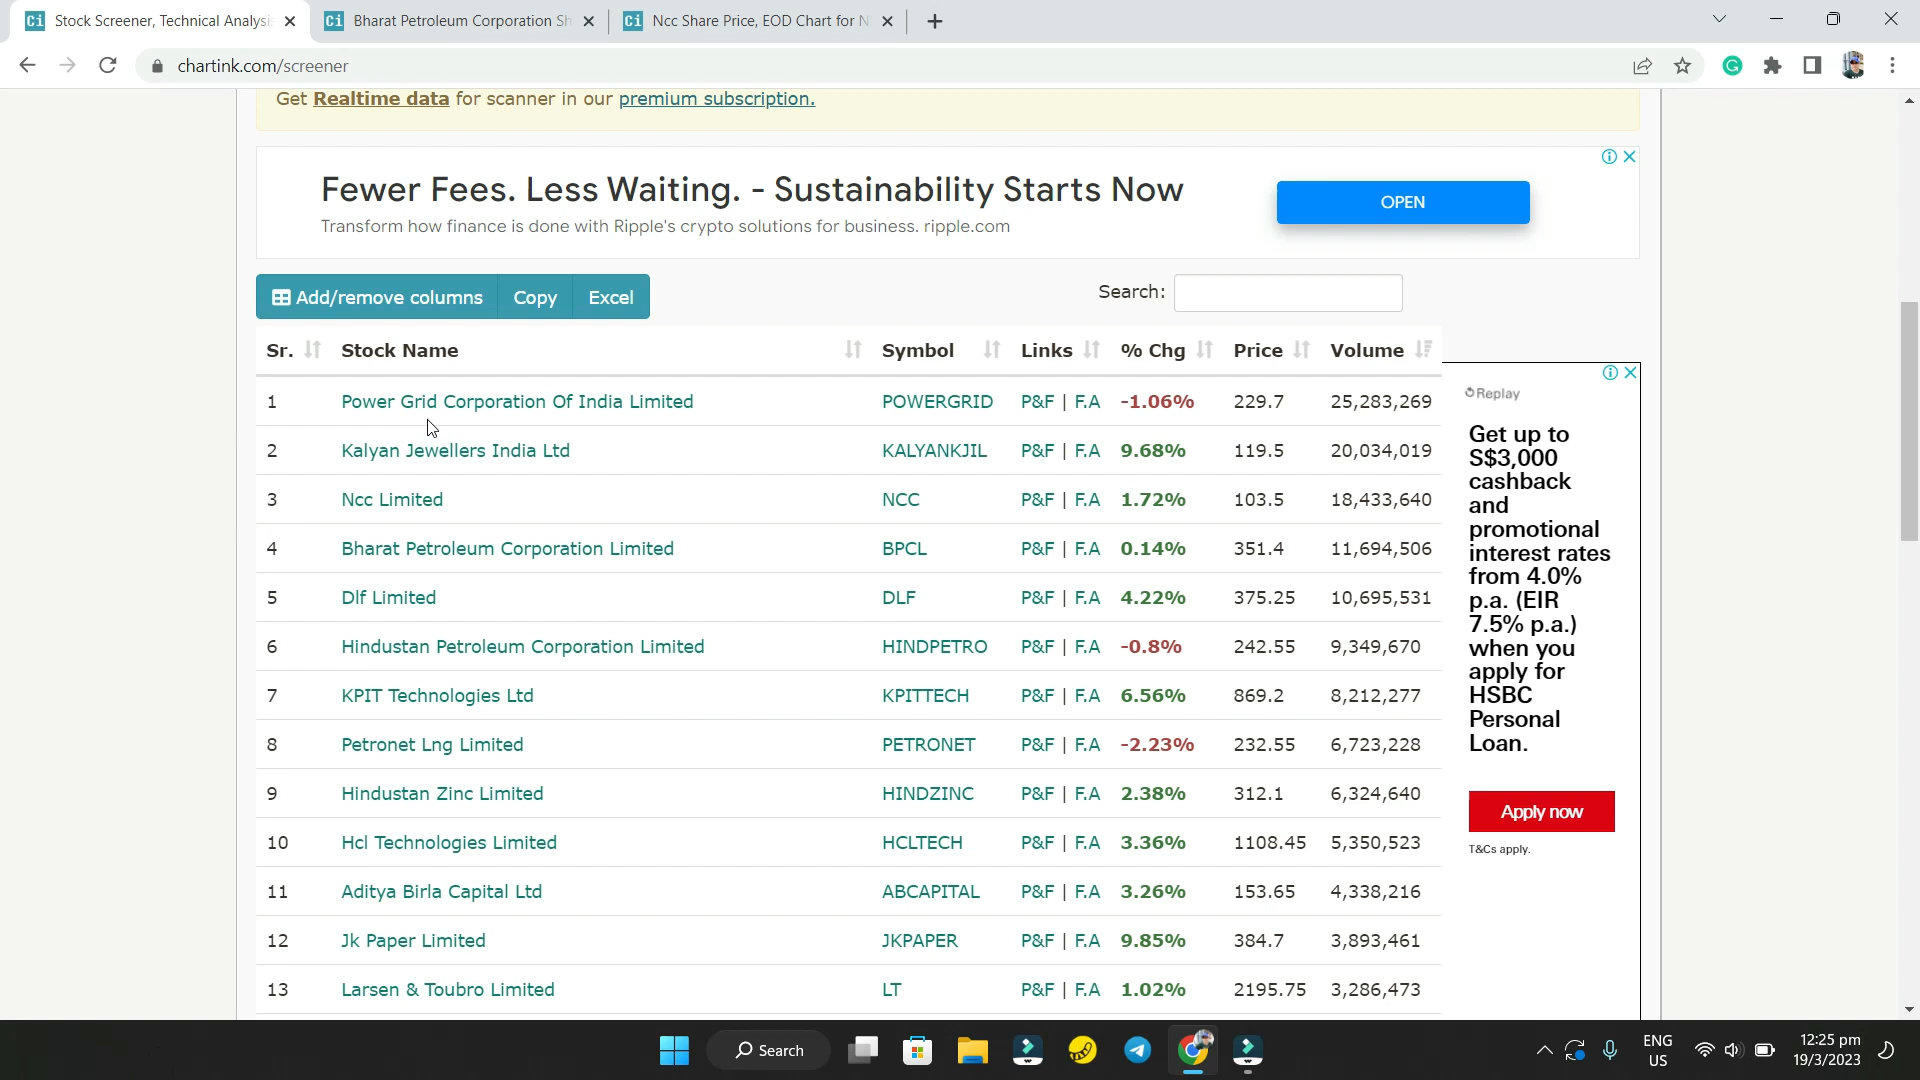 Stock Screener, Technical Analysis
Bharat Petroleum Corporation Sh
Ncc Share Price, EOD Chart for N
chartink.com/screener
Get Realtime data for scanner in our premium subscription.
Fewer Fees. Less Waiting. - Sustainability Starts Now
Transform how finance is done with Ripple's crypto solutions for business. ripple.com
OPEN
Add/remove columns Copy Excel
Search:
Sr. Stock Name Symbol Links % Chg Price Volume
1 Power Grid Corporation Of India Limited POWERGRID P&F | F.A -1.06% 229.7 25,283,269
2 Kalyan Jewellers India Ltd KALYANKJIL P&F | F.A 9.68% 119.5 20,034,019
3 Ncc Limited NCC P&F | F.A 1.72% 103.5 18,433,640
4 Bharat Petroleum Corporation Limited BPCL P&F | F.A 0.14% 351.4 11,694,506
5 Dlf Limited DLF P&F | F.A 4.22% 375.25 10,695,531
6 Hindustan Petroleum Corporation Limited HINDPETRO P&F | F.A -0.8% 242.55 9,349,670
7 KPIT Technologies Ltd KPITTECH P&F | F.A 6.56% 869.2 8,212,277
8 Petronet Lng Limited PETRONET P&F | F.A -2.23% 232.55 6,723,228
9 Hindustan Zinc Limited HINDZINC P&F | F.A 2.38% 312.1 6,324,640
10 Hcl Technologies Limited HCLTECH P&F | F.A 3.36% 1108.45 5,350,523
11 Aditya Birla Capital Ltd ABCAPITAL P&F | F.A 3.26% 153.65 4,338,216
12 Jk Paper Limited JKPAPER P&F | F.A 9.85% 384.7 3,893,461
13 Larsen & Toubro Limited LT P&F | F.A 1.02% 2195.75 3,286,473
Replay
Get up to
S$3,000
cashback
and
promotional
interest rates
from 4.0%
p.a. (EIR
7.5% p.a.)
when you
apply for
HSBC
Personal
Loan.
Apply now
T&Cs apply.
Search
ENG
US
12:25 pm
19/3/2023